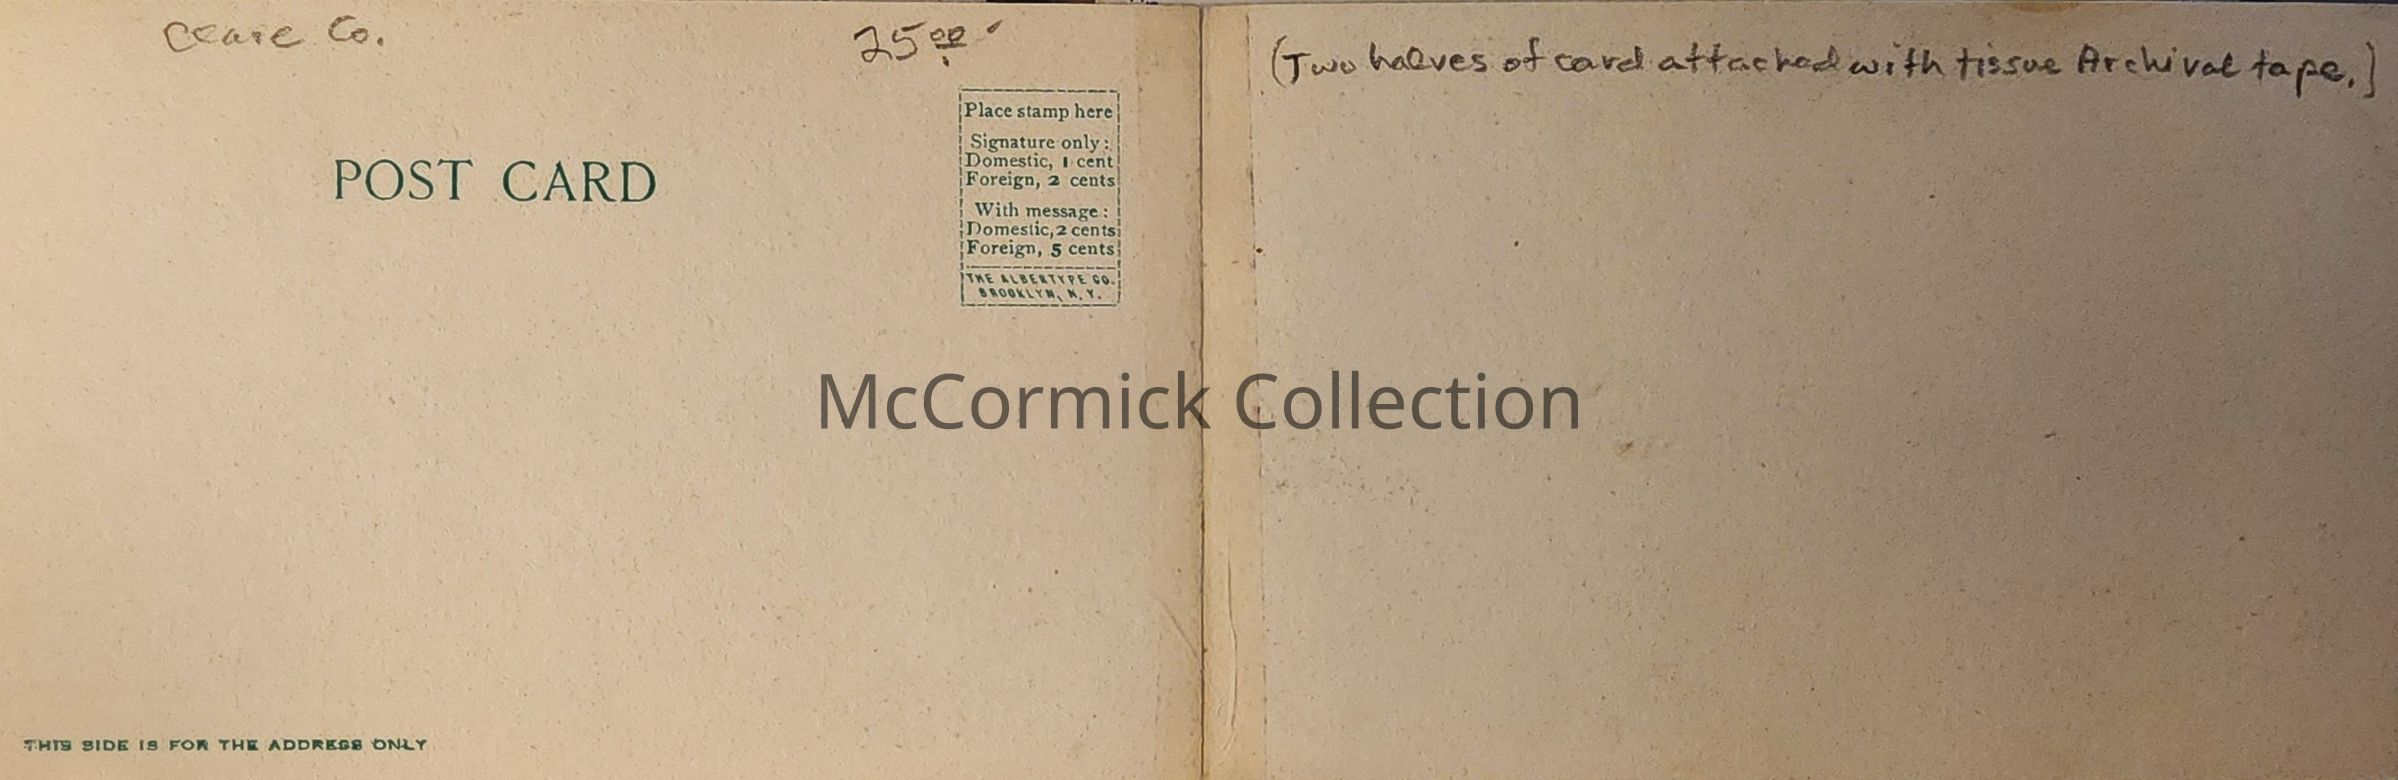 Co.
25.00
(Two halves of card attached with tissue Archival tape.]
POST CARD
Place stamp here
Signature only:
Domestic, 1 cent
Foreign, 2 cents
With message:
Domestic, 2 cents
Foreign, 5 cents
THE ALBERTYPE CO.
BROOKLYN, N. Y.
McCormick Collection
THIS SIDE IS FOR THE ADDRESS ONLY